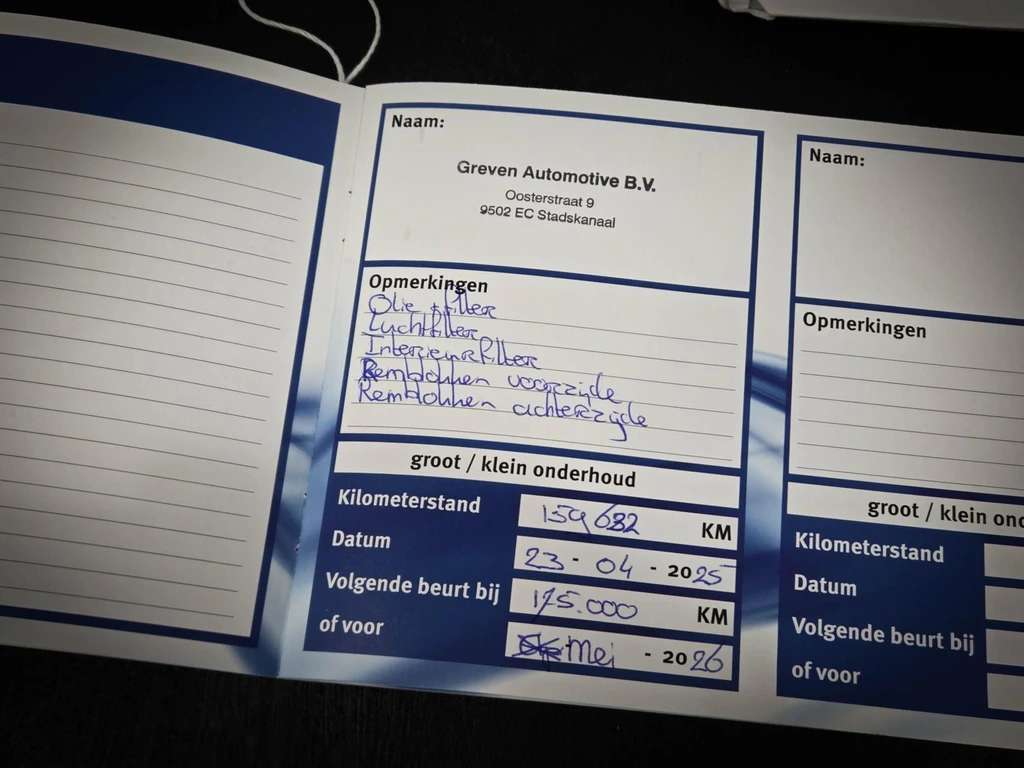 Naam:
Greven Automotive B.V.
Oosterstraat 9
9502 EC Stadskanaal
Opmerkingen
Olie + filter
Luchtfilter
Interieurfilter
Remblokken voorzijde
Remblokken achterzijde
groot / klein onderhoud
Kilometerstand 159682 KM
Datum 23 - 04 - 2025
Volgende beurt bij 175.000 KM
of voor Mei - 2026
Naam:
Opmerkingen
groot / klein ond
Kilometerstand
Datum
Volgende beurt bij
of voor